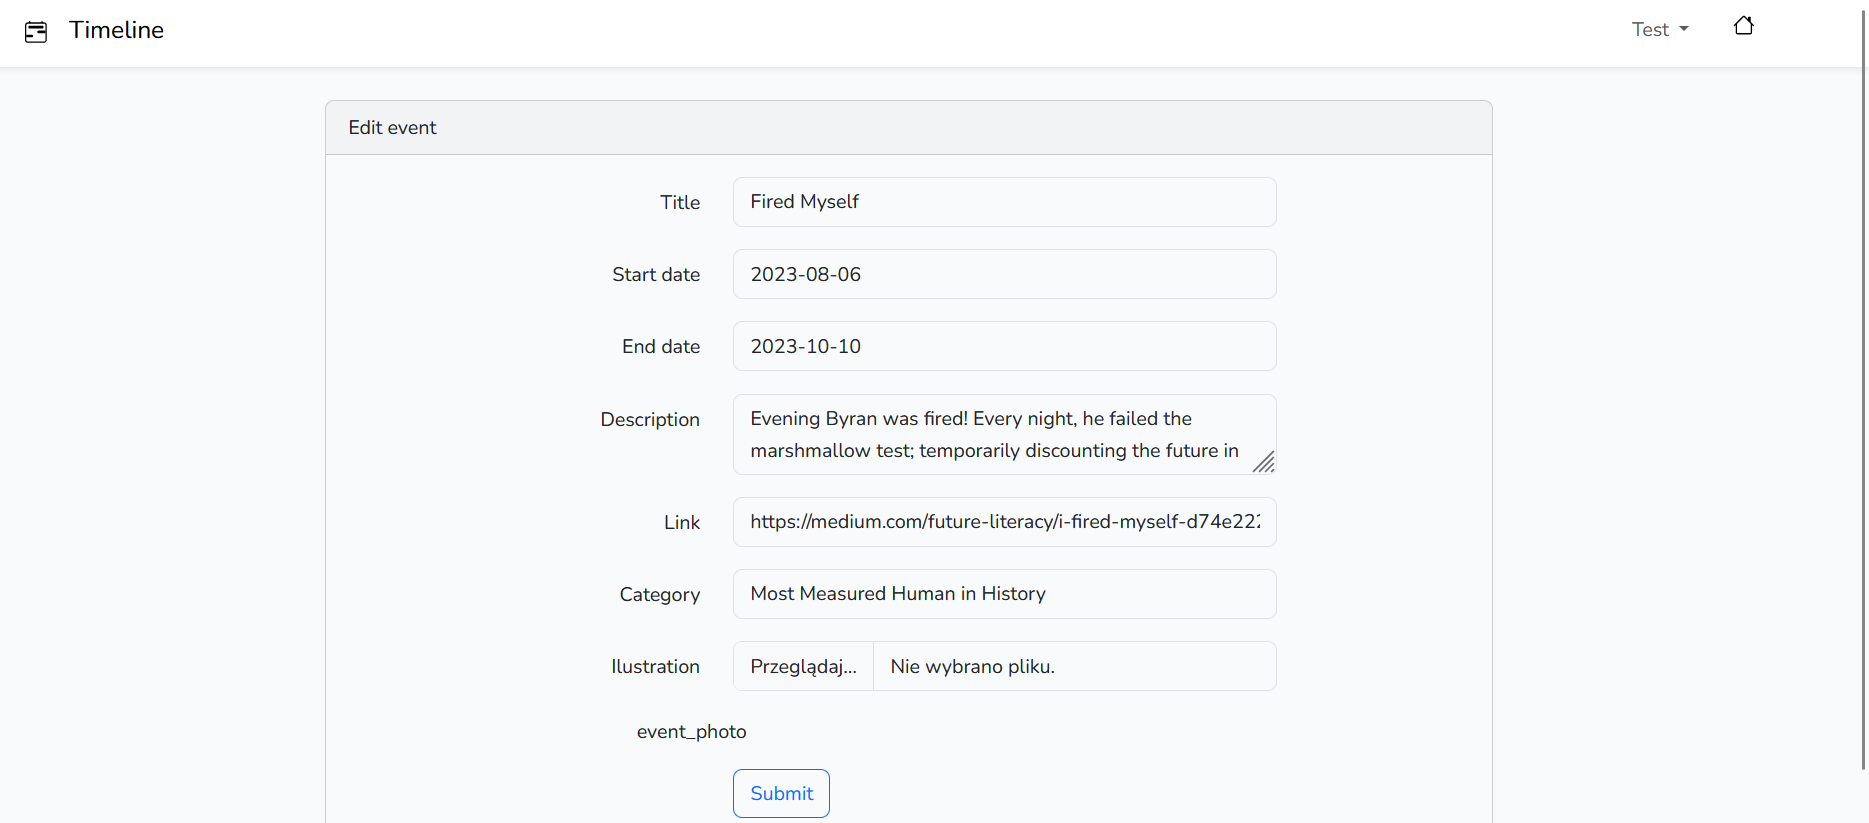 Timeline
Test
Edit event
Title
Fired Myself
Start date
2023-08-06
End date
2023-10-10
Description
Evening Byran was fired! Every night, he failed the
marshmallow test; temporarily discounting the future in
Link
https://medium.com/future-literacy/i-fired-myself-d74e222
Category
Most Measured Human in History
Ilustration
Przeglądaj... Nie wybrano pliku.
event_photo
Submit